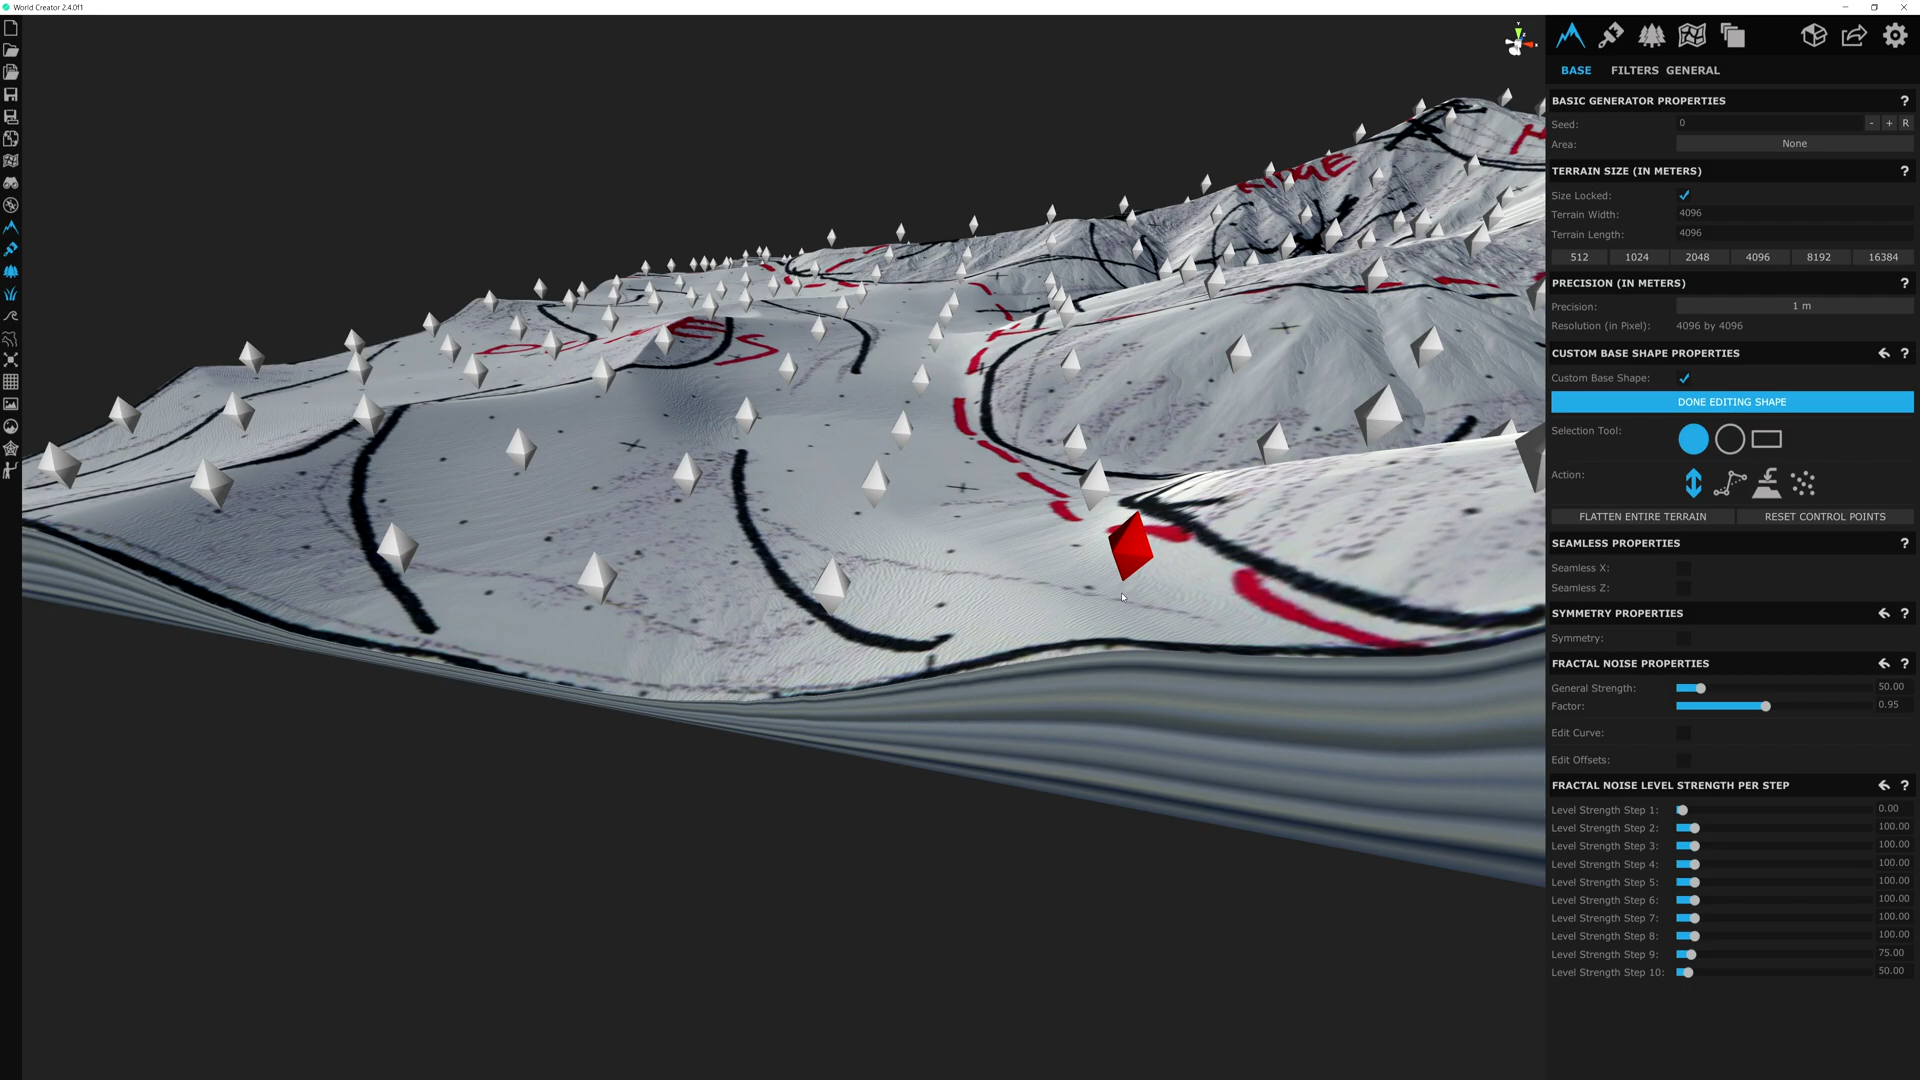 World Creator 2.4.0f1
BASE FILTERS GENERAL
BASIC GENERATOR PROPERTIES ?
Seed: 0 - + R
Area: None
TERRAIN SIZE (IN METERS) ?
Size Locked:
Terrain Width: 4096
Terrain Length: 4096
512 1024 2048 4096 8192 16384
PRECISION (IN METERS) ?
Precision: 1 m
Resolution (in Pixel): 4096 by 4096
CUSTOM BASE SHAPE PROPERTIES ?
Custom Base Shape:
DONE EDITING SHAPE
Selection Tool:
Action:
FLATTEN ENTIRE TERRAIN RESET CONTROL POINTS
SEAMLESS PROPERTIES ?
Seamless X:
Seamless Z:
SYMMETRY PROPERTIES ?
Symmetry:
FRACTAL NOISE PROPERTIES ?
General Strength: 50.00
Factor: 0.95
Edit Curve:
Edit Offsets:
FRACTAL NOISE LEVEL STRENGTH PER STEP ?
Level Strength Step 1: 0.00
Level Strength Step 2: 100.00
Level Strength Step 3: 100.00
Level Strength Step 4: 100.00
Level Strength Step 5: 100.00
Level Strength Step 6: 100.00
Level Strength Step 7: 100.00
Level Strength Step 8: 100.00
Level Strength Step 9: 75.00
Level Strength Step 10: 50.00